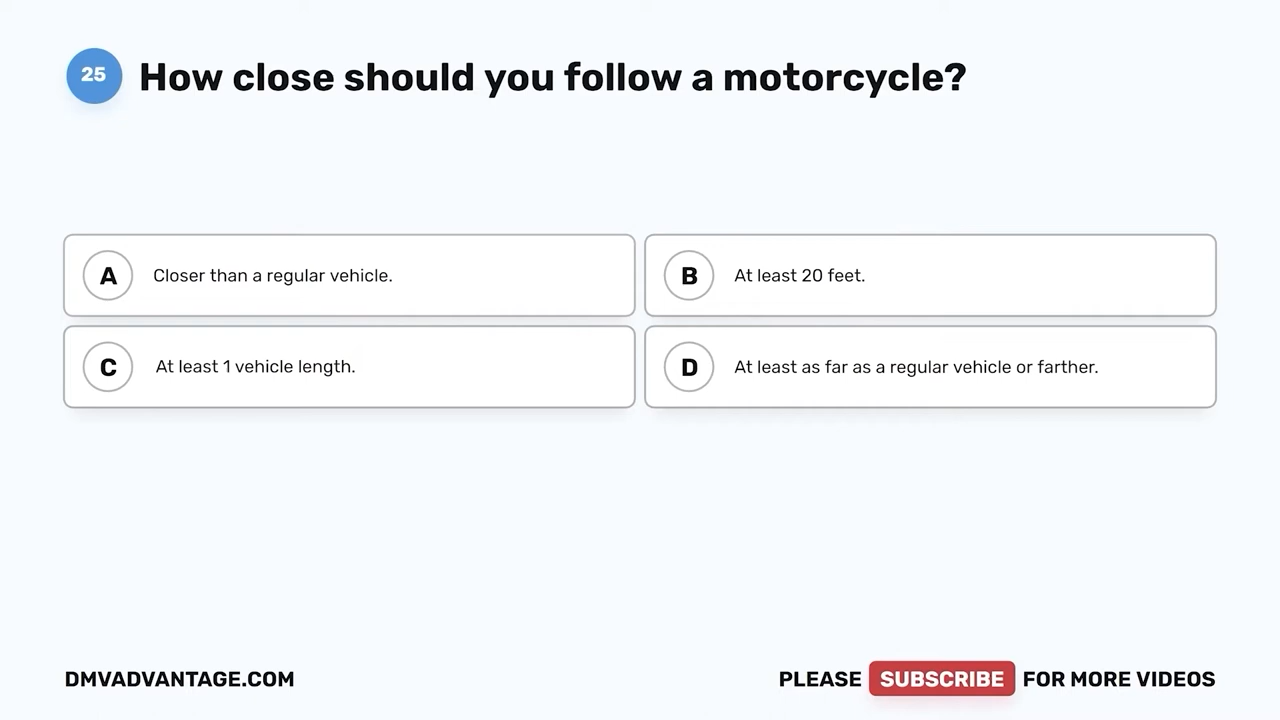 25 How close should you follow a motorcycle?
A Closer than a regular vehicle.
B At least 20 feet.
C At least 1 vehicle length.
D At least as far as a regular vehicle or farther.
DMVADVANTAGE.COM
PLEASE SUBSCRIBE FOR MORE VIDEOS